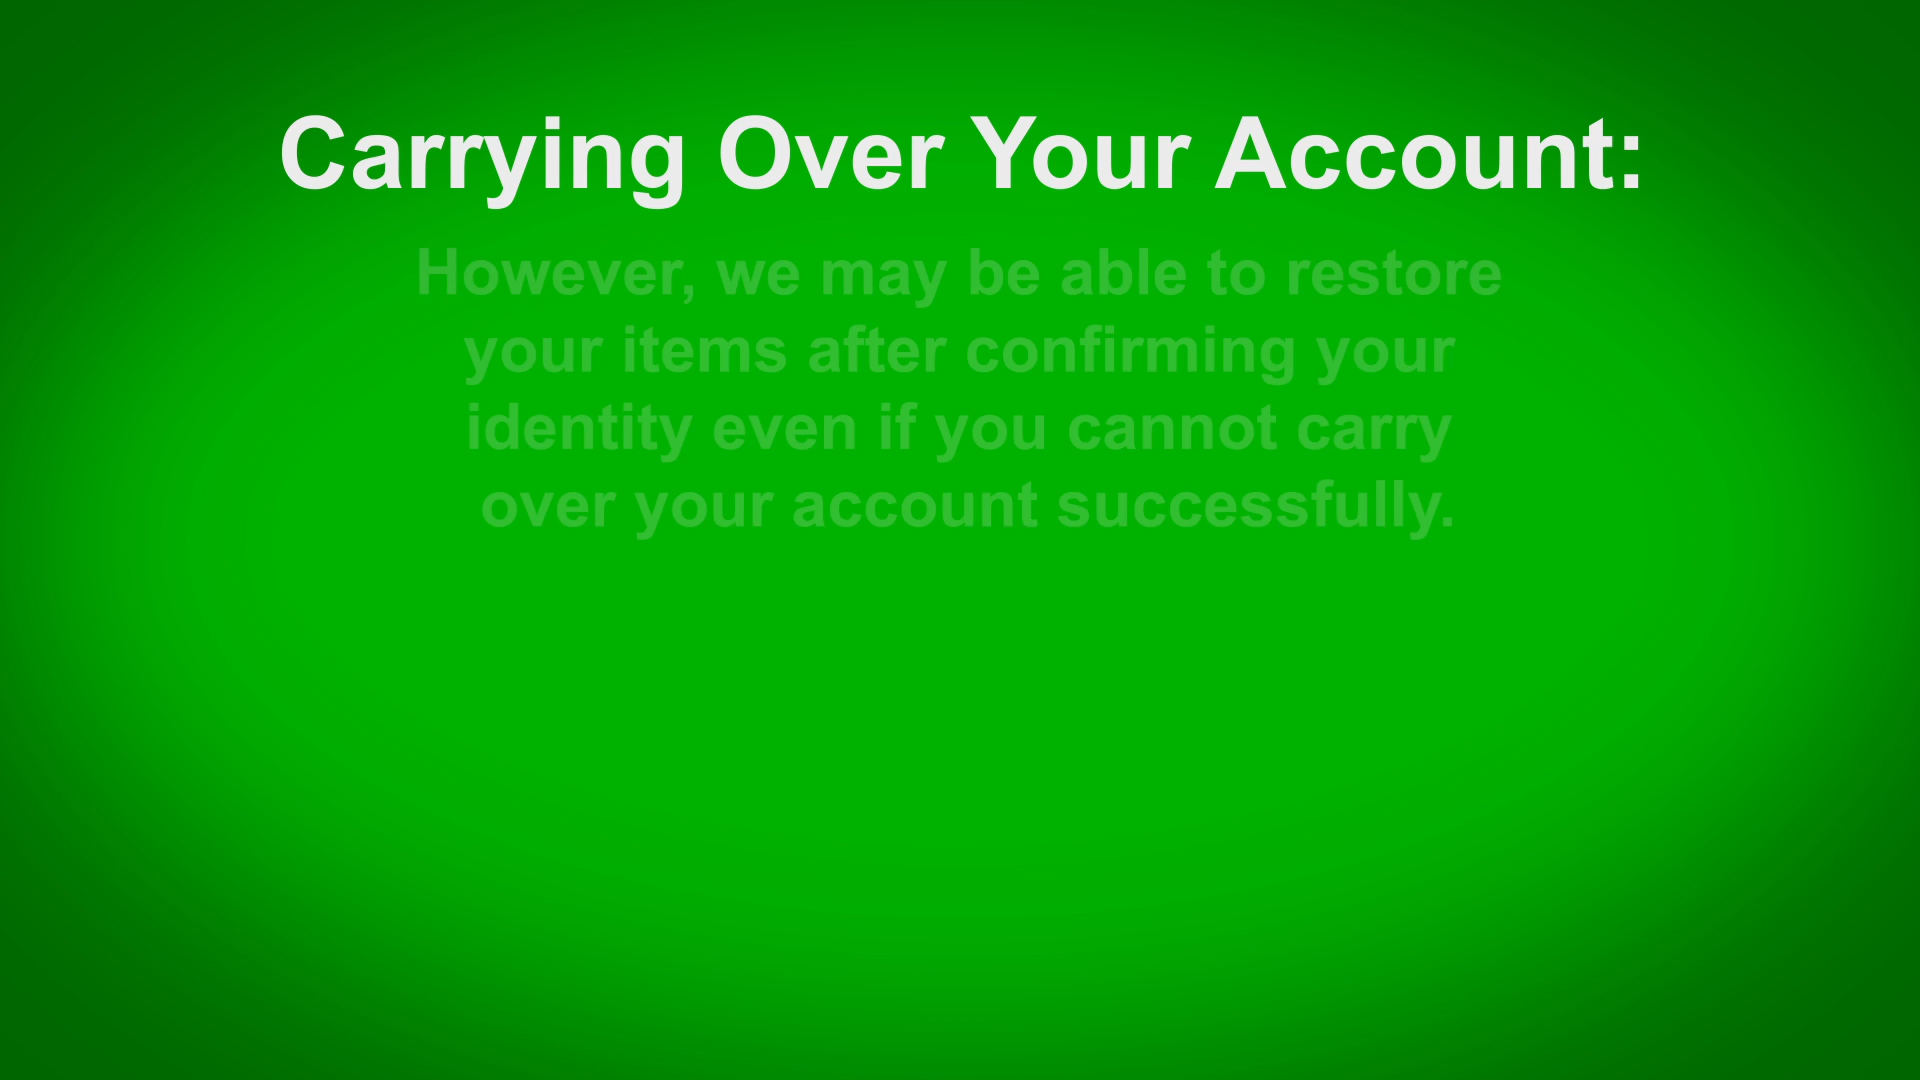 Carrying Over Your Account:
However, we may be able to restore
your items after confirming your
identity even if you cannot carry
over your account successfully.